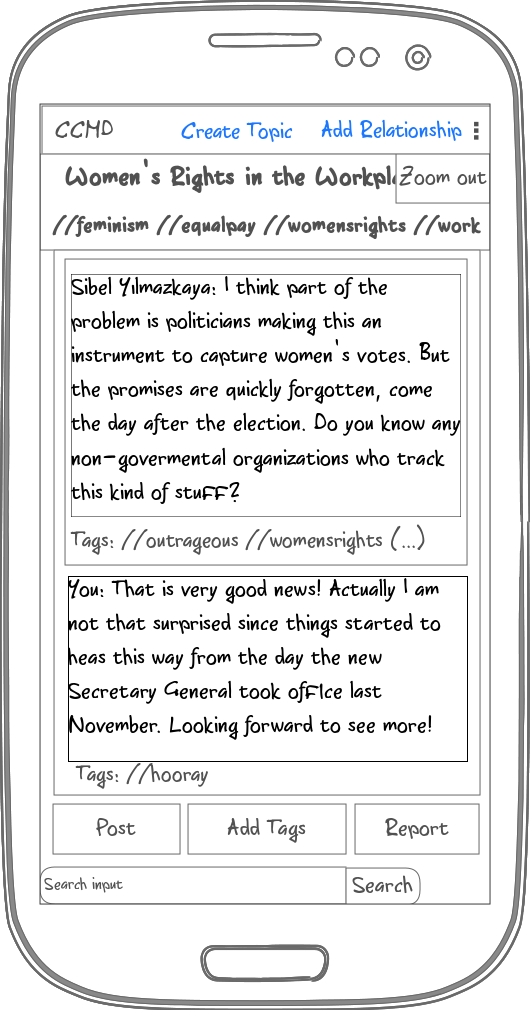 CCMD Create Topic Add Relationship
Women's Rights in the Workpl
Zoom out
//feminism //equalpay //womensrights //work
Sibel Yılmazkaya: I think part of the
problem is politicians making this an
instrument to capture women's votes. But
the promises are quickly forgotten, come
the day after the election. Do you know any
non-govermental organizations who track
this kind of stuff?
Tags: //outrageous //womensrights (...)
You: That is very good news! Actually I am
not that surprised since things started to
heas this way from the day the new
Secretary General took office last
November. Looking forward to see more!
Tags: //hooray
Post Add Tags Report
Search input Search